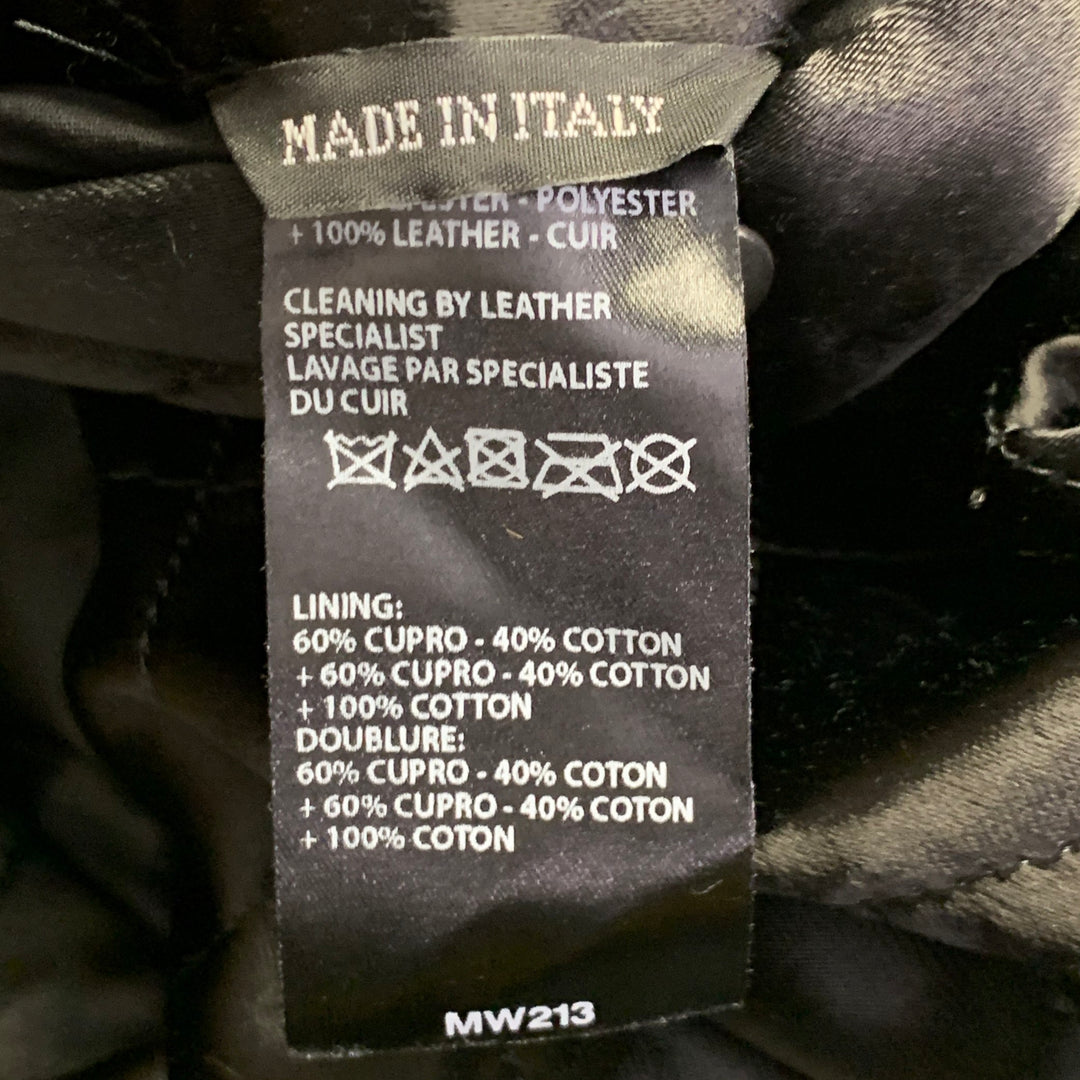 MADE IN ITALY
- POLYESTER
+ 100% LEATHER - CUIR
CLEANING BY LEATHER
SPECIALIST
LAVAGE PAR SPECIALISTE
DU CUIR
LINING:
60% CUPRO - 40% COTTON
+ 60% CUPRO - 40% COTTON
+ 100% COTTON
DOUBLURE:
60% CUPRO - 40% COTON
+ 60% CUPRO - 40% COTON
+ 100% COTON
MW213